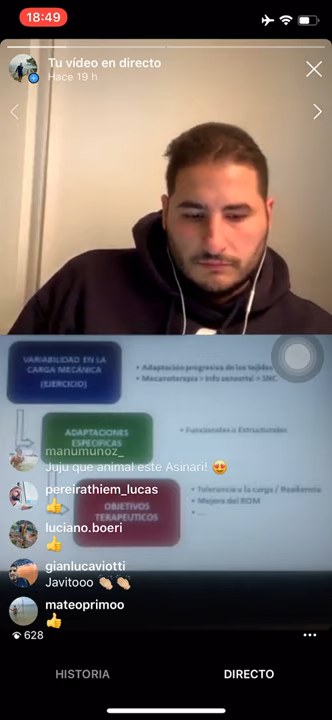 18:49
Tu vídeo en directo
Hace 19 h
VARIABILIDAD EN LA
CARGA MECÁNICA
(EJERCICIO)
• Adaptación progresiva de los tejidos
• Mecanoterapia > Info sensorial > SNC
ADAPTACIONES
ESPECIFICAS
• Funcionales o Estructurales
manumunoz_
Juju que animal este Asinari! 😍
OBJETIVOS
TERAPEUTICOS
• Tolerancia a la carga / Resiliencia
• Mejora del ROM
• ...
pereirathiem_lucas
👍
luciano.boeri
👍
gianlucaviotti
Javitooo 👏🏻👏🏻
mateoprimoo
👍
628
HISTORIA
DIRECTO